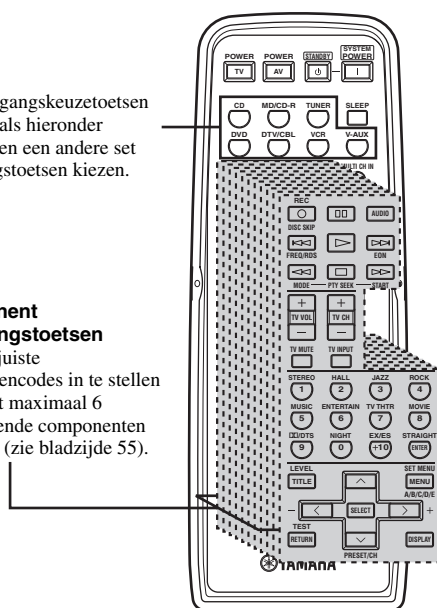 POWER POWER STANDBY SYSTEM POWER
TV AV
gangskeuzetoetsen
als hieronder
en een andere set
gstoetsen kiezen.
CD MD/CD-R TUNER SLEEP
DVD DTV/CBL VCR V-AUX
MULTI CH IN
REC
AUDIO
DISC SKIP
FREQ/RDS EON
MODE PTY SEEK START
+ +
TV VOL TV CH
– –
TV MUTE TV INPUT
nent
ngstoetsen
juiste
encodes in te stellen
t maximaal 6
ende componenten
(zie bladzijde 55).
STEREO HALL JAZZ ROCK
1 2 3 4
MUSIC ENTERTAIN TV THTR MOVIE
5 6 7 8
/DTS NIGHT EX/ES STRAIGHT
9 0 +10 ENTER
LEVEL SET MENU
TITLE MENU
A/B/C/D/E
– SELECT +
TEST
RETURN DISPLAY
PRESET/CH
YAMAHA